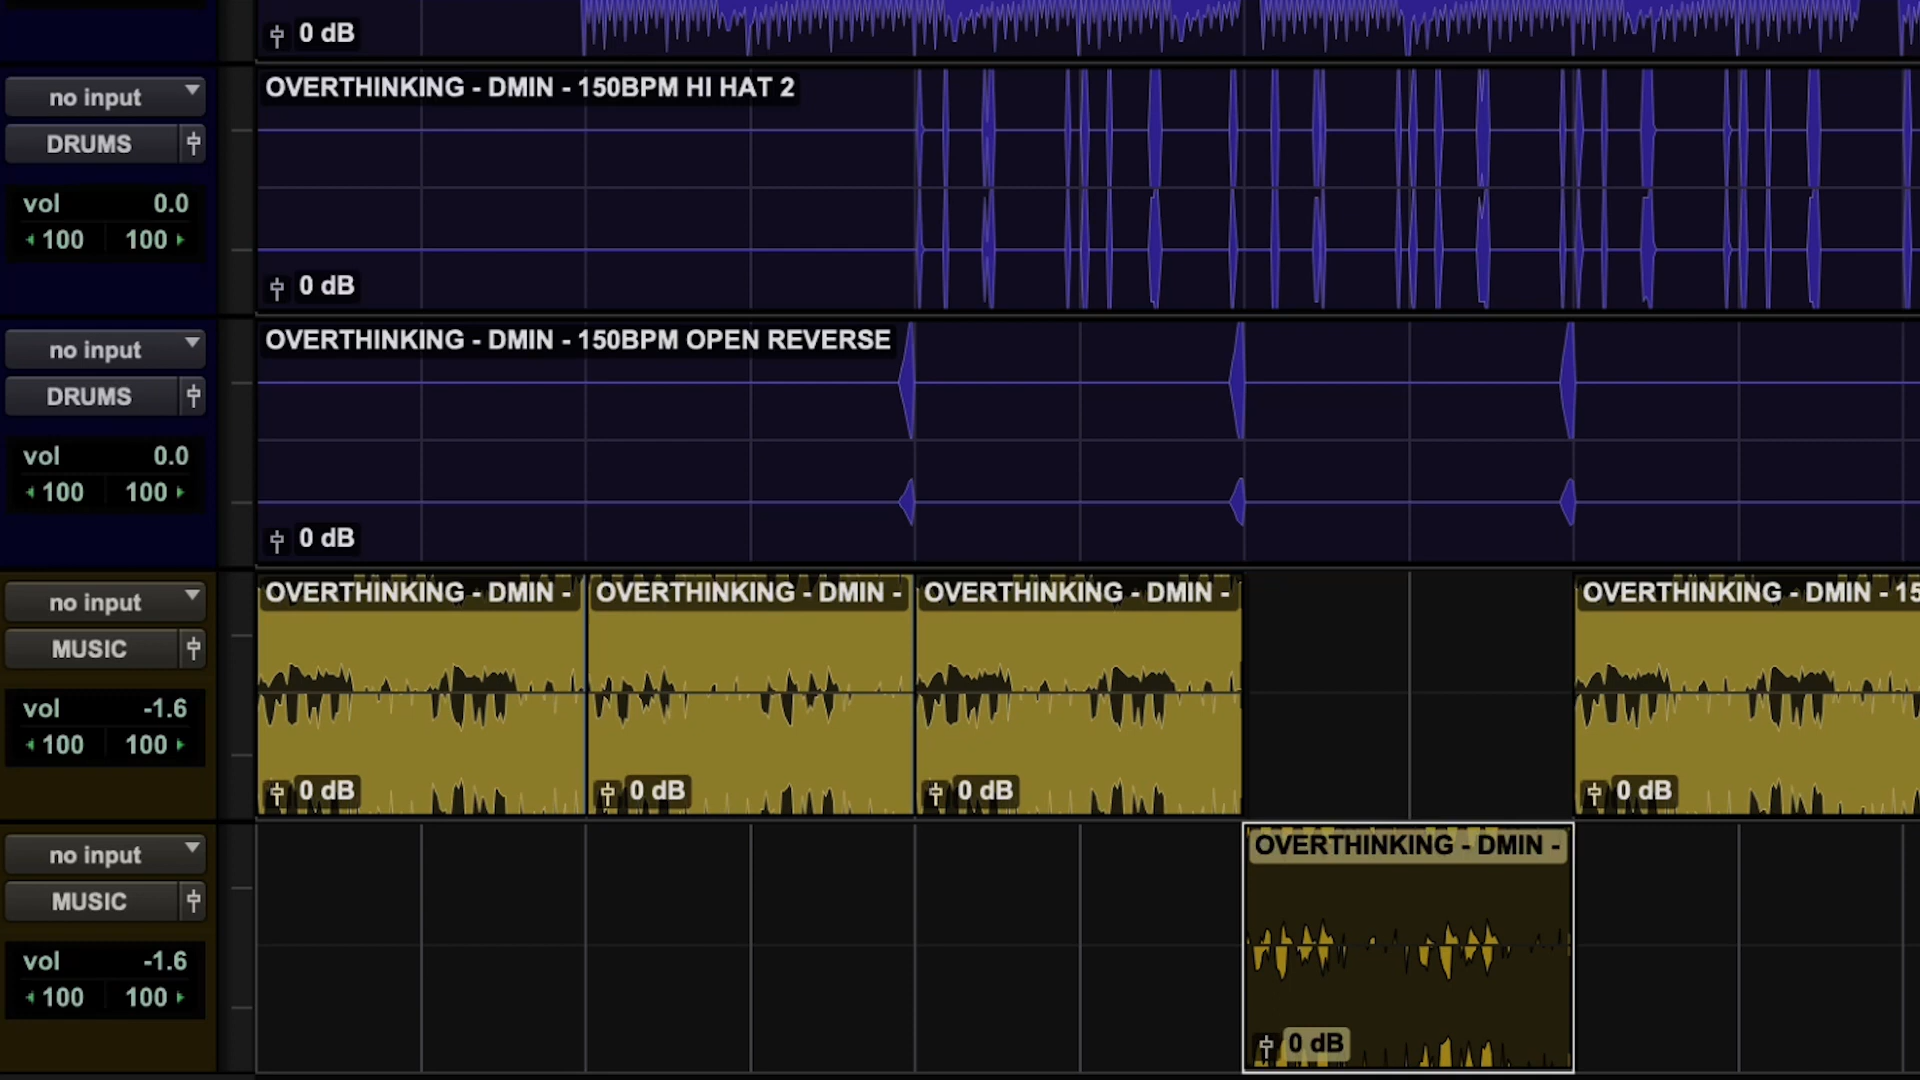 0 dB
OVERTHINKING - DMIN - 150BPM HI HAT 2
no input
DRUMS
vol 0.0
100 100
0 dB
OVERTHINKING - DMIN - 150BPM OPEN REVERSE
no input
DRUMS
vol 0.0
100 100
0 dB
OVERTHINKING - DMIN - OVERTHINKING - DMIN - OVERTHINKING - DMIN - OVERTHINKING - DMIN - 15
no input
MUSIC
vol -1.6
100 100
0 dB 0 dB 0 dB 0 dB
OVERTHINKING - DMIN -
no input
MUSIC
vol -1.6
100 100
0 dB